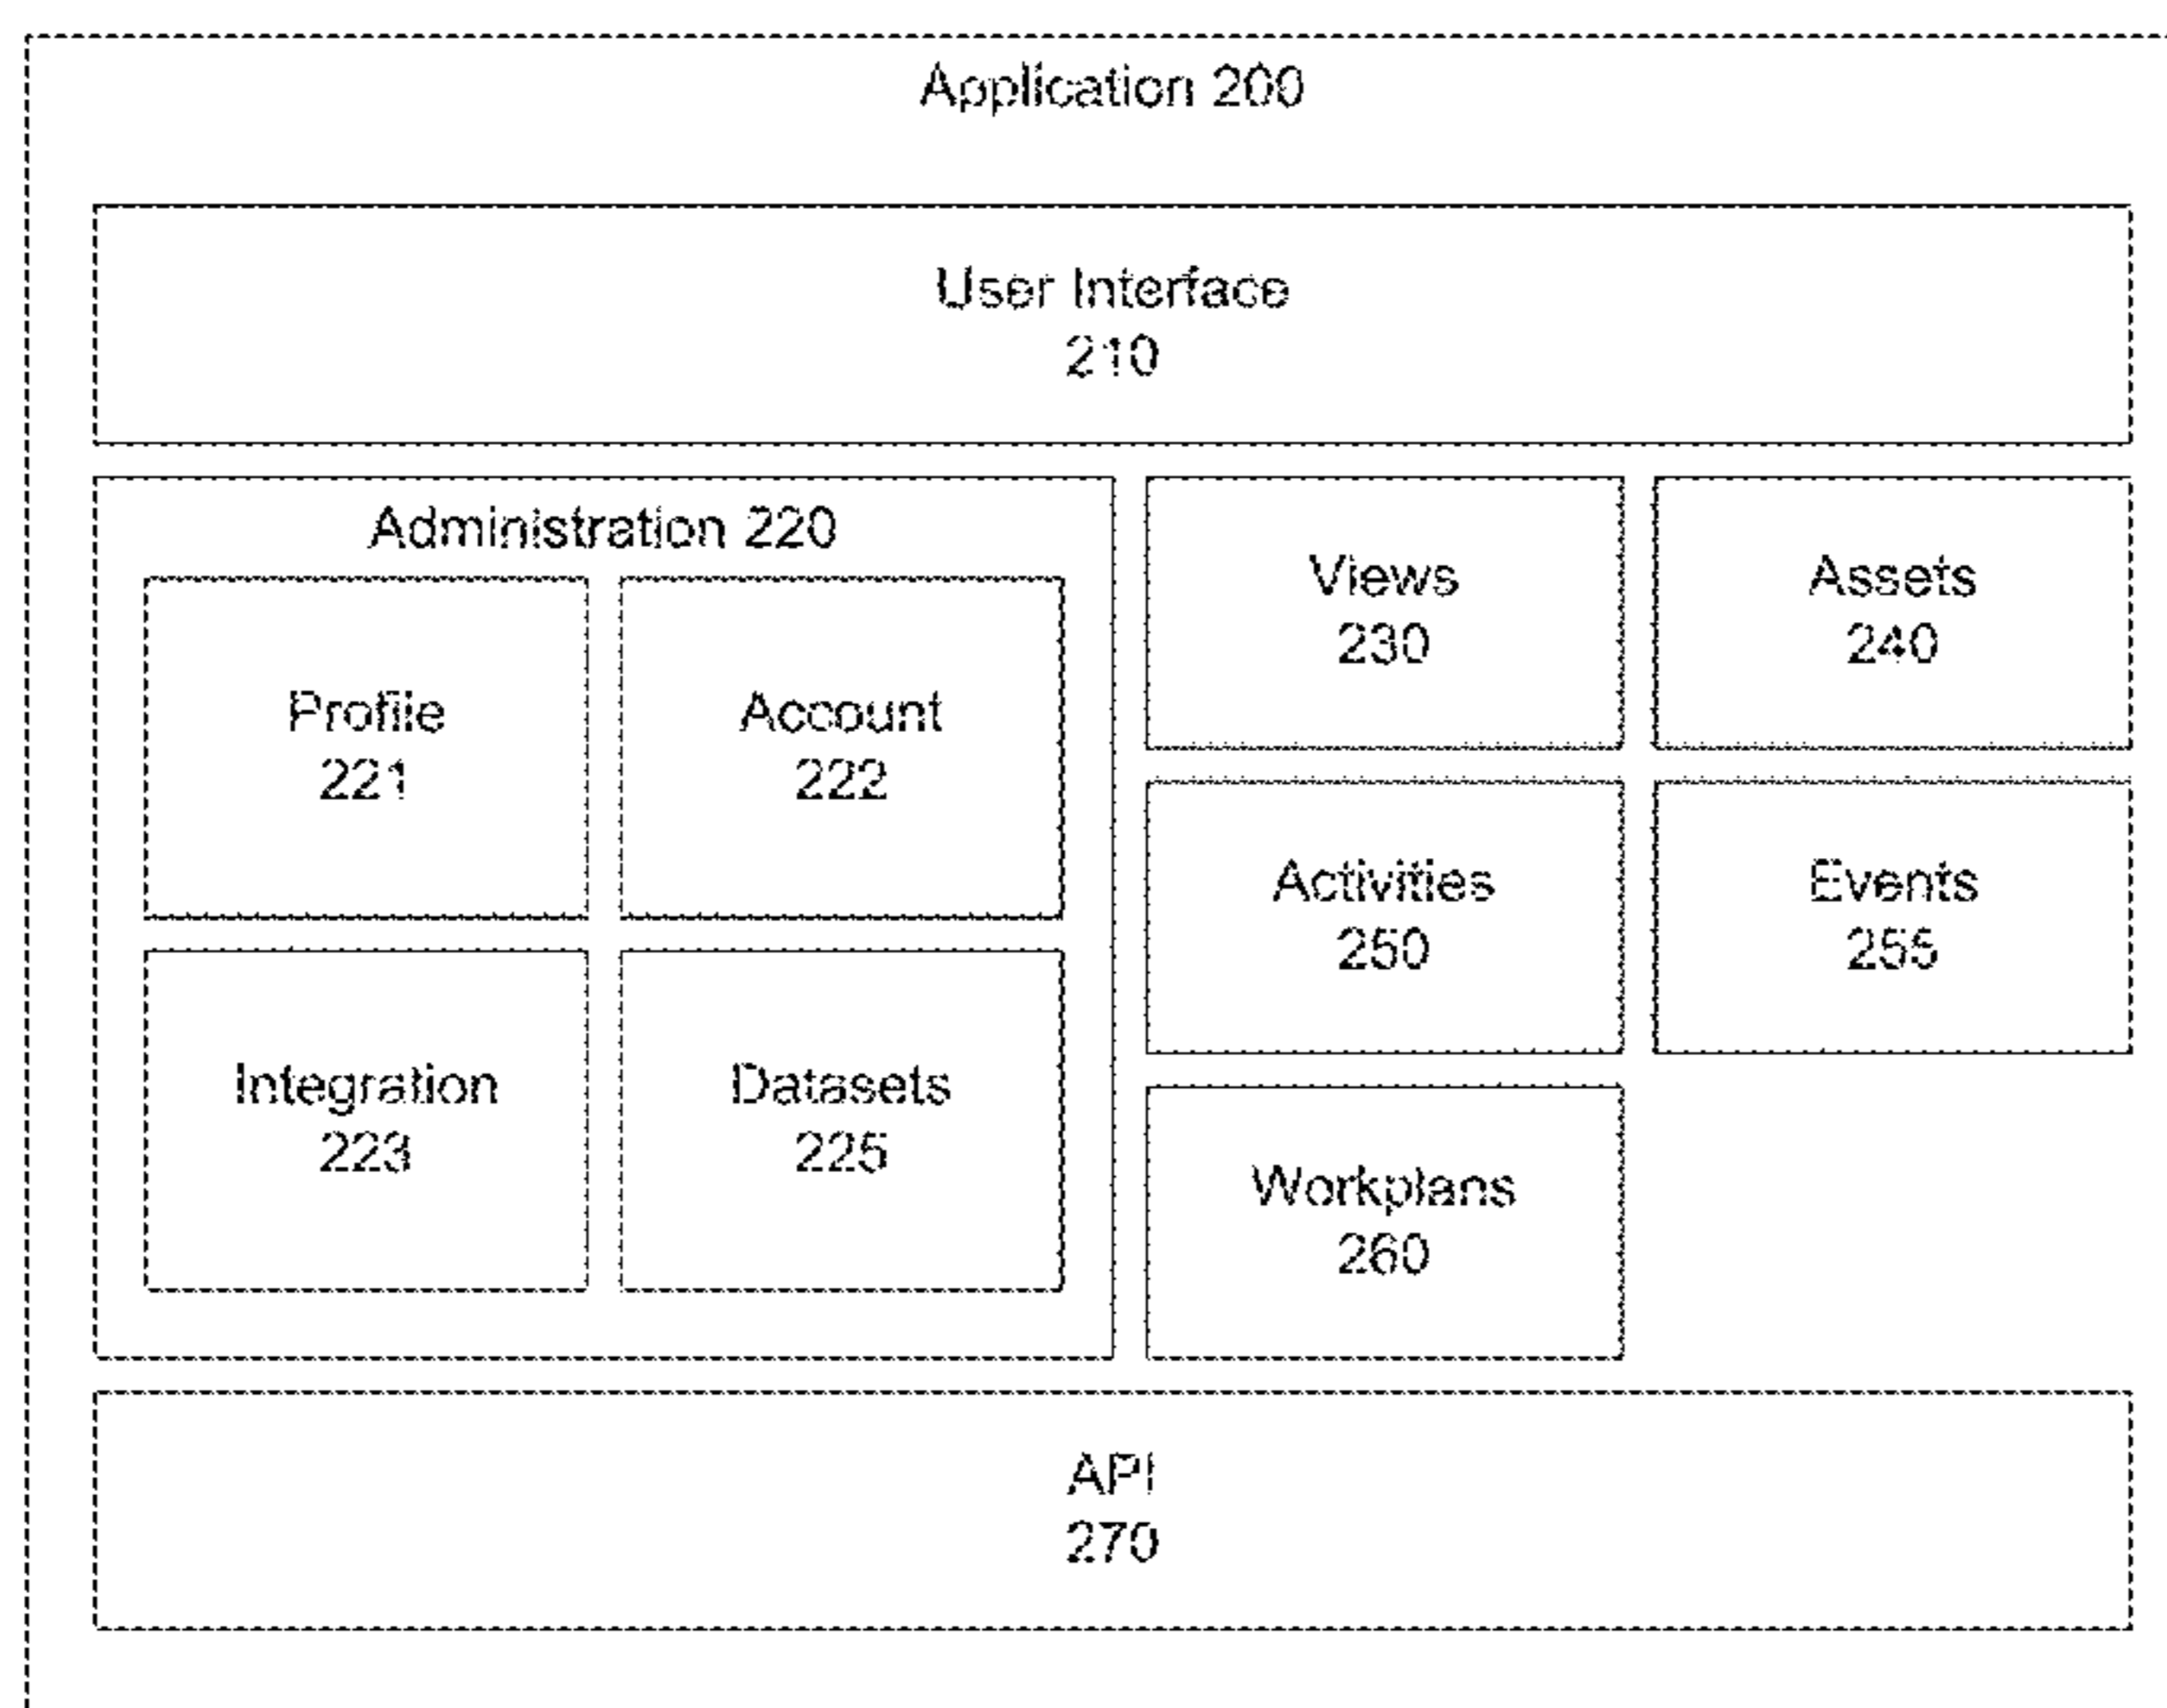 Application 200
User Interface
210
Administration 220
Profile
221
Account
222
Integration
223
Datasets
225
Views
230
Assets
240
Activities
250
Events
255
Workplans
260
API
270